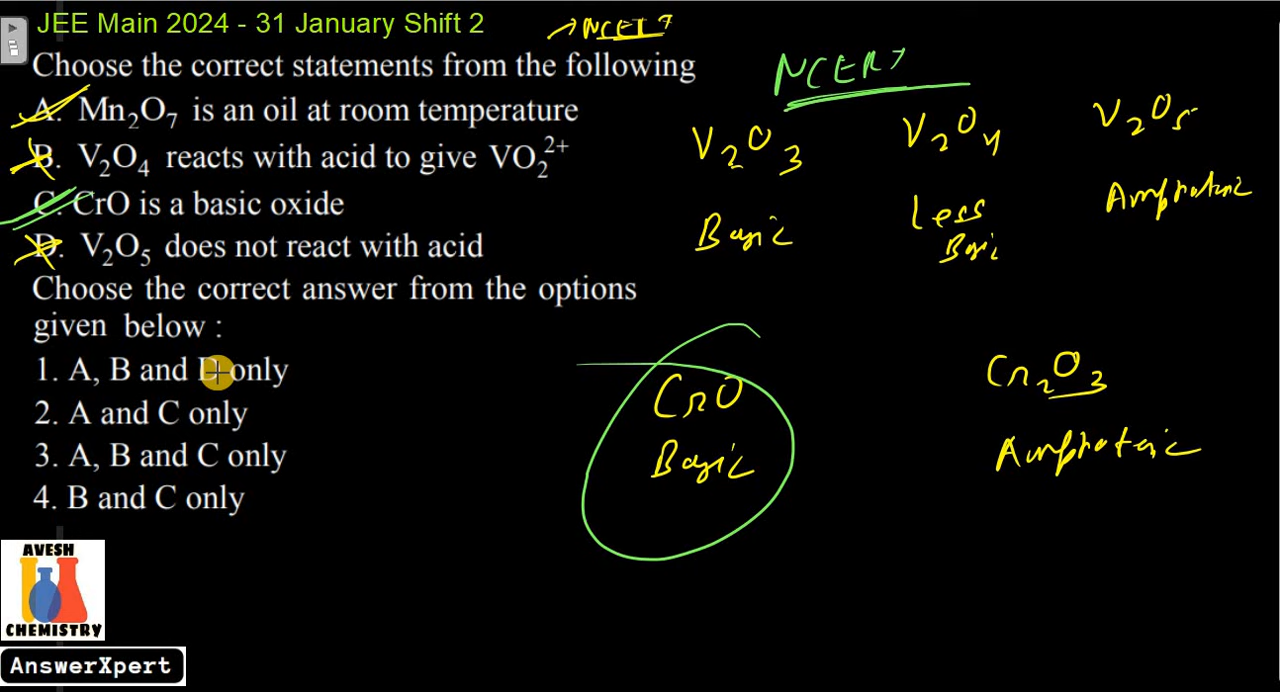 JEE Main 2024 - 31 January Shift 2
→NCERT
Choose the correct statements from the following
NCERT
A. Mn₂O₇ is an oil at room temperature
B. V₂O₄ reacts with acid to give VO₂²⁺
C. CrO is a basic oxide
D. V₂O₅ does not react with acid
V₂O₃ V₂O₄ V₂O₅
Basic Less Basic Amphoteric
Choose the correct answer from the options
given below :
1. A, B and D only
2. A and C only
3. A, B and C only
4. B and C only
CrO Cr₂O₃
Basic Amphoteric
AVESH
CHEMISTRY
AnswerXpert